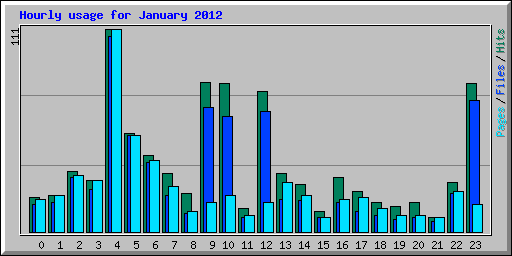 Hourly usage for January 2012
111
Pages/Files/Hits
0 1 2 3 4 5 6 7 8 9 10 11 12 13 14 15 16 17 18 19 20 21 22 23